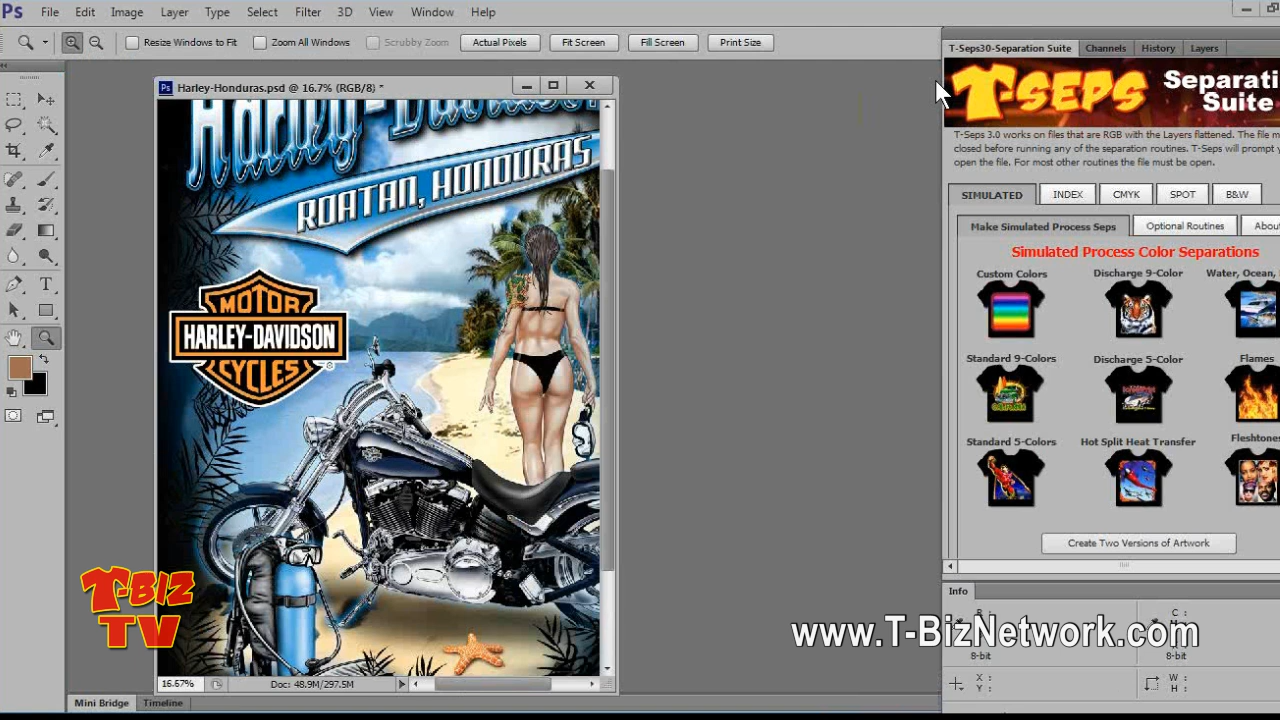 Ps File Edit Image Layer Type Select Filter 3D View Window Help
Resize Windows to Fit Zoom All Windows Scrubby Zoom Actual Pixels Fit Screen Fill Screen Print Size
Ps Harley-Honduras.psd @ 16.7% (RGB/8) *
Harley-Davidson
ROATAN, HONDURAS
MOTOR
HARLEY-DAVIDSON
CYCLES
®
16.67% Doc: 48.9M/297.5M
Mini Bridge Timeline
T-BIZ
TV
T-Seps30-Separation Suite Channels History Layers
T-SEPS Separati
Suite
T-Seps 3.0 works on files that are RGB with the Layers flattened. The file m
closed before running any of the separation routines. T-Seps will prompt y
open the file. For most other routines the file must be open.
SIMULATED INDEX CMYK SPOT B&W
Make Simulated Process Seps Optional Routines Abou
Simulated Process Color Separations
Custom Colors Discharge 9-Color Water, Ocean,
Standard 9-Colors Discharge 5-Color Flames
Standard 5-Colors Hot Split Heat Transfer Fleshtones
Create Two Versions of Artwork
Info
R : C :
www.T-BizNetwork.com
8-bit 8-bit
X : W :
Y : H :